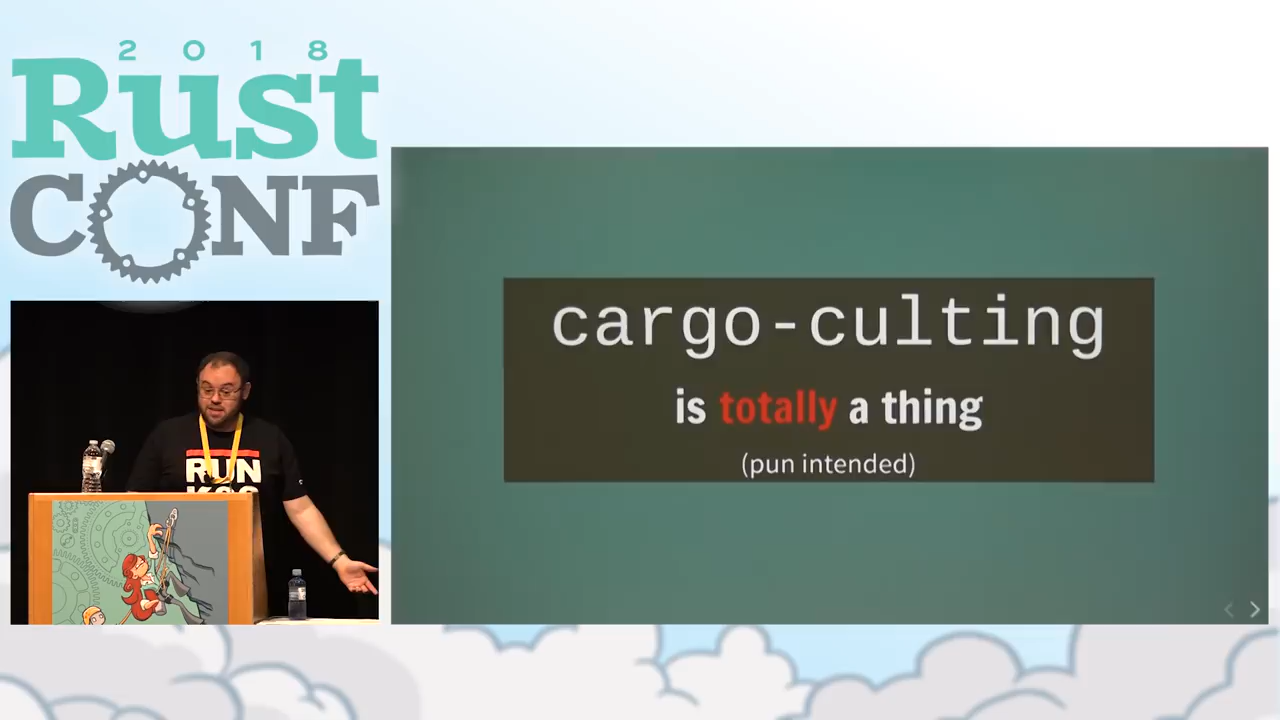 2018
Rust
CONF
cargo-culting
is totally a thing
(pun intended)
RUN